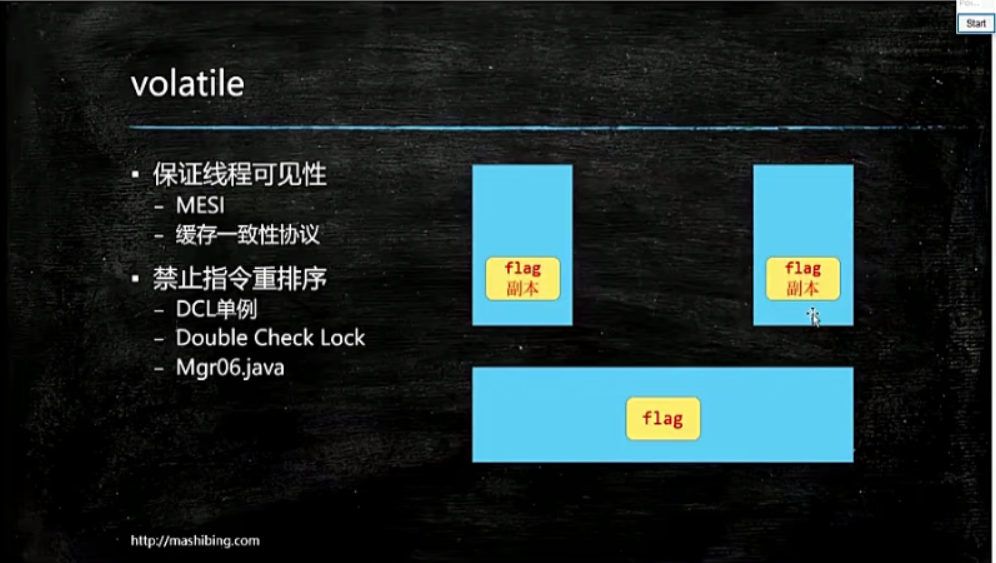 Start
volatile
▪ 保证线程可见性
– MESI
– 缓存一致性协议
▪ 禁止指令重排序
– DCL单例
– Double Check Lock
– Mgr06.java
flag
副本
flag
副本
flag
http://mashibing.com